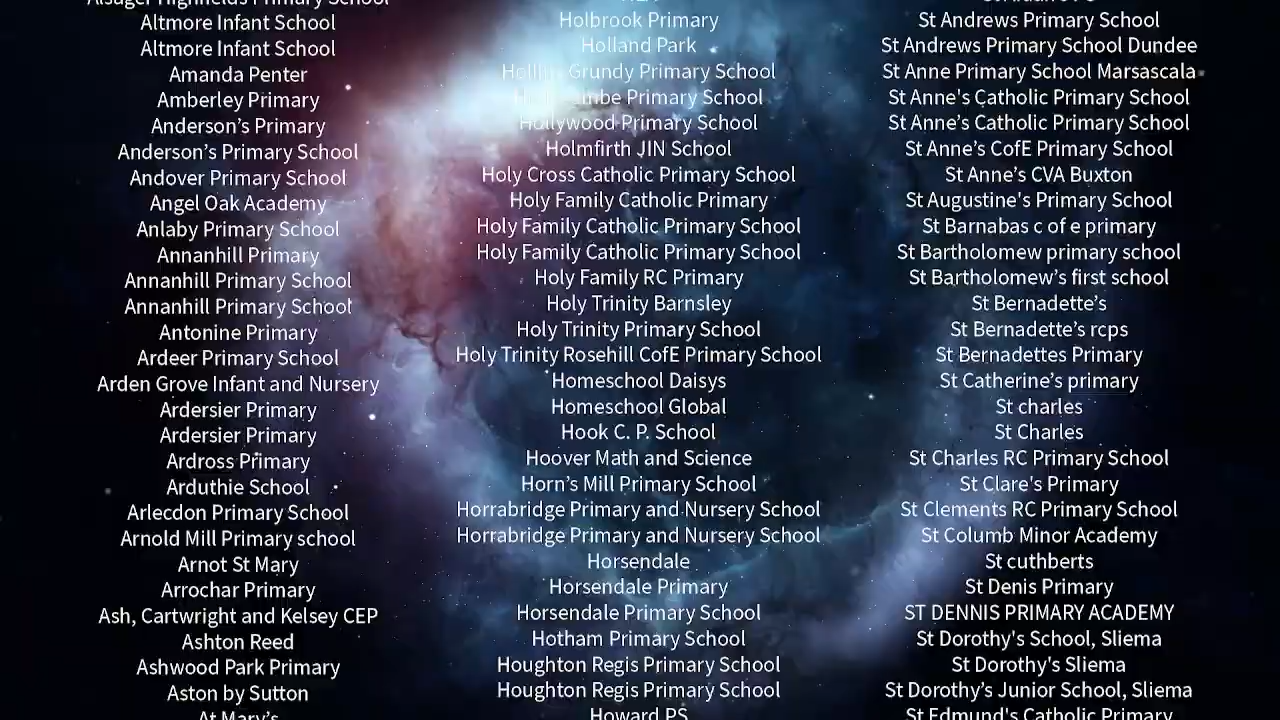 Alsager Highfields Primary School
Altmore Infant School
Altmore Infant School
Amanda Penter
Amberley Primary
Anderson’s Primary
Anderson’s Primary School
Andover Primary School
Angel Oak Academy
Anlaby Primary School
Annanhill Primary
Annanhill Primary School
Annanhill Primary School
Antonine Primary
Ardeer Primary School
Arden Grove Infant and Nursery
Ardersier Primary
Ardersier Primary
Ardross Primary
Arduthie School
Arlecdon Primary School
Arnold Mill Primary school
Arnot St Mary
Arrochar Primary
Ash, Cartwright and Kelsey CEP
Ashton Reed
Ashwood Park Primary
Aston by Sutton
At Mary’s
Holbrook Primary
Holland Park
Grundy Primary School
Primary School
Hollywood Primary School
Holmfirth JIN School
Holy Cross Catholic Primary School
Holy Family Catholic Primary
Holy Family Catholic Primary School
Holy Family Catholic Primary School
Holy Family RC Primary
Holy Trinity Barnsley
Holy Trinity Primary School
Holy Trinity Rosehill CofE Primary School
Homeschool Daisys
Homeschool Global
Hook C. P. School
Hoover Math and Science
Horn’s Mill Primary School
Horrabridge Primary and Nursery School
Horrabridge Primary and Nursery School
Horsendale
Horsendale Primary
Horsendale Primary School
Hotham Primary School
Houghton Regis Primary School
Houghton Regis Primary School
Howard PS
St Andrews Primary School
St Andrews Primary School Dundee
St Anne Primary School Marsascala
St Anne's Catholic Primary School
St Anne’s Catholic Primary School
St Anne’s CofE Primary School
St Anne’s CVA Buxton
St Augustine's Primary School
St Barnabas c of e primary
St Bartholomew primary school
St Bartholomew’s first school
St Bernadette’s
St Bernadette’s rcps
St Bernadettes Primary
St Catherine’s primary
St charles
St Charles
St Charles RC Primary School
St Clare's Primary
St Clements RC Primary School
St Columb Minor Academy
St cuthberts
St Denis Primary
ST DENNIS PRIMARY ACADEMY
St Dorothy's School, Sliema
St Dorothy's Sliema
St Dorothy’s Junior School, Sliema
St Edmund's Catholic Primary